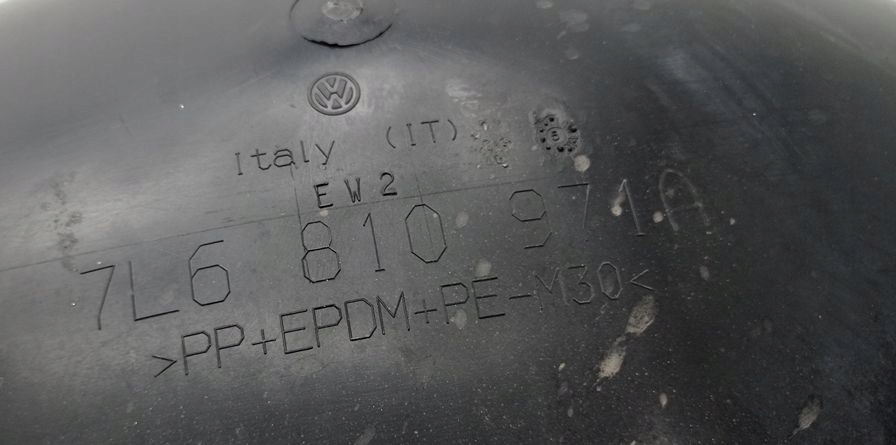 Italy (IT)
EW2
7L6 810 971A
>PP+EPDM+PE-M30<